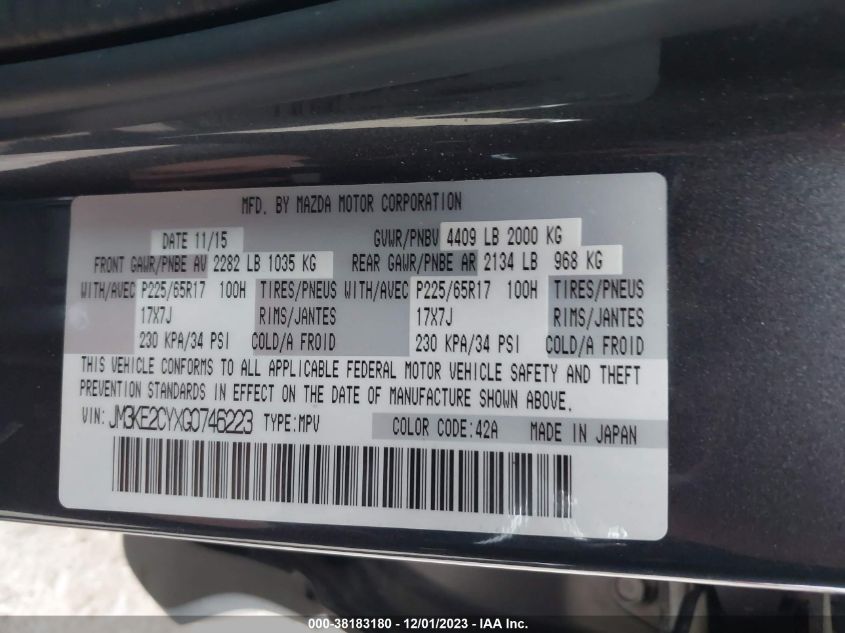 MFD. BY MAZDA MOTOR CORPORATION
DATE 11/15 GVWR/PNBV 4409 LB 2000 KG
FRONT GAWR/PNBE AV 2282 LB 1035 KG REAR GAWR/PNBE AR 2134 LB 968 KG
WITH/AVEC P225/65R17 100H TIRES/PNEUS WITH/AVEC P225/65R17 100H TIRES/PNEUS
17X7J RIMS/JANTES 17X7J RIMS/JANTES
230 KPA/34 PSI COLD/A FROID 230 KPA/34 PSI COLD/A FROID
THIS VEHICLE CONFORMS TO ALL APPLICABLE FEDERAL MOTOR VEHICLE SAFETY AND THEFT
PREVENTION STANDARDS IN EFFECT ON THE DATE OF MANUFACTURE SHOWN ABOVE.
VIN: JM3KE2CYXG0746223 TYPE:MPV COLOR CODE:42A MADE IN JAPAN
000-38183180 - 12/01/2023 - IAA Inc.